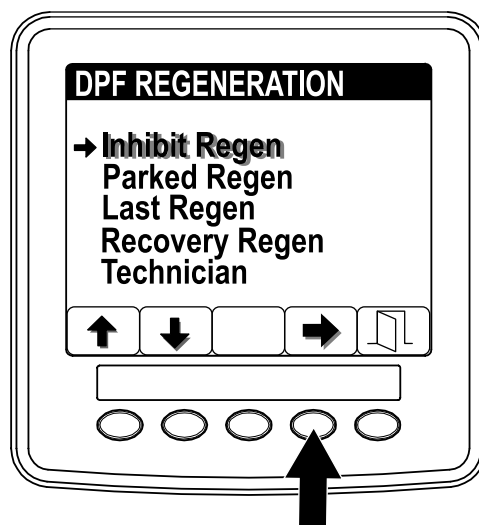 DPF REGENERATION
Inhibit Regen
Parked Regen
Last Regen
Recovery Regen
Technician